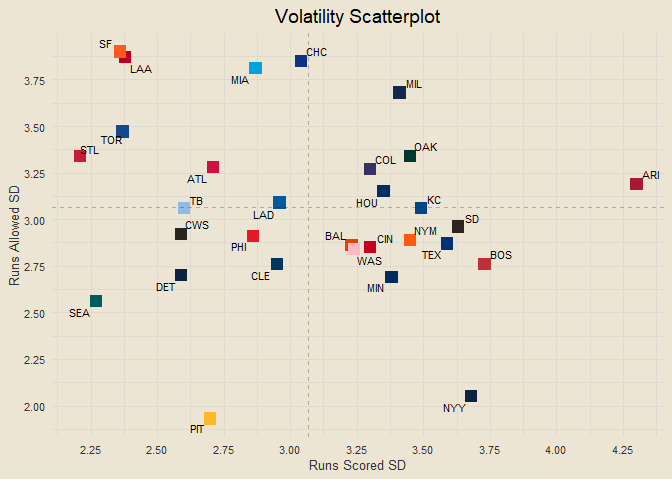 Volatility Scatterplot
SF
LAA
CHC
MIA
MIL
3.75
TOR
3.50
STL
OAK
COL
ATL
ARI
3.25
HOU
TB
LAD
KC
3.00
CWS
SD
PHI
BAL
CIN
NYM
WAS
TEX
BOS
2.75
CLE
DET
MIN
SEA
2.50
2.25
NYY
2.00
PIT
Runs Allowed SD
2.25 2.50 2.75 3.00 3.25 3.50 3.75 4.00 4.25
Runs Scored SD